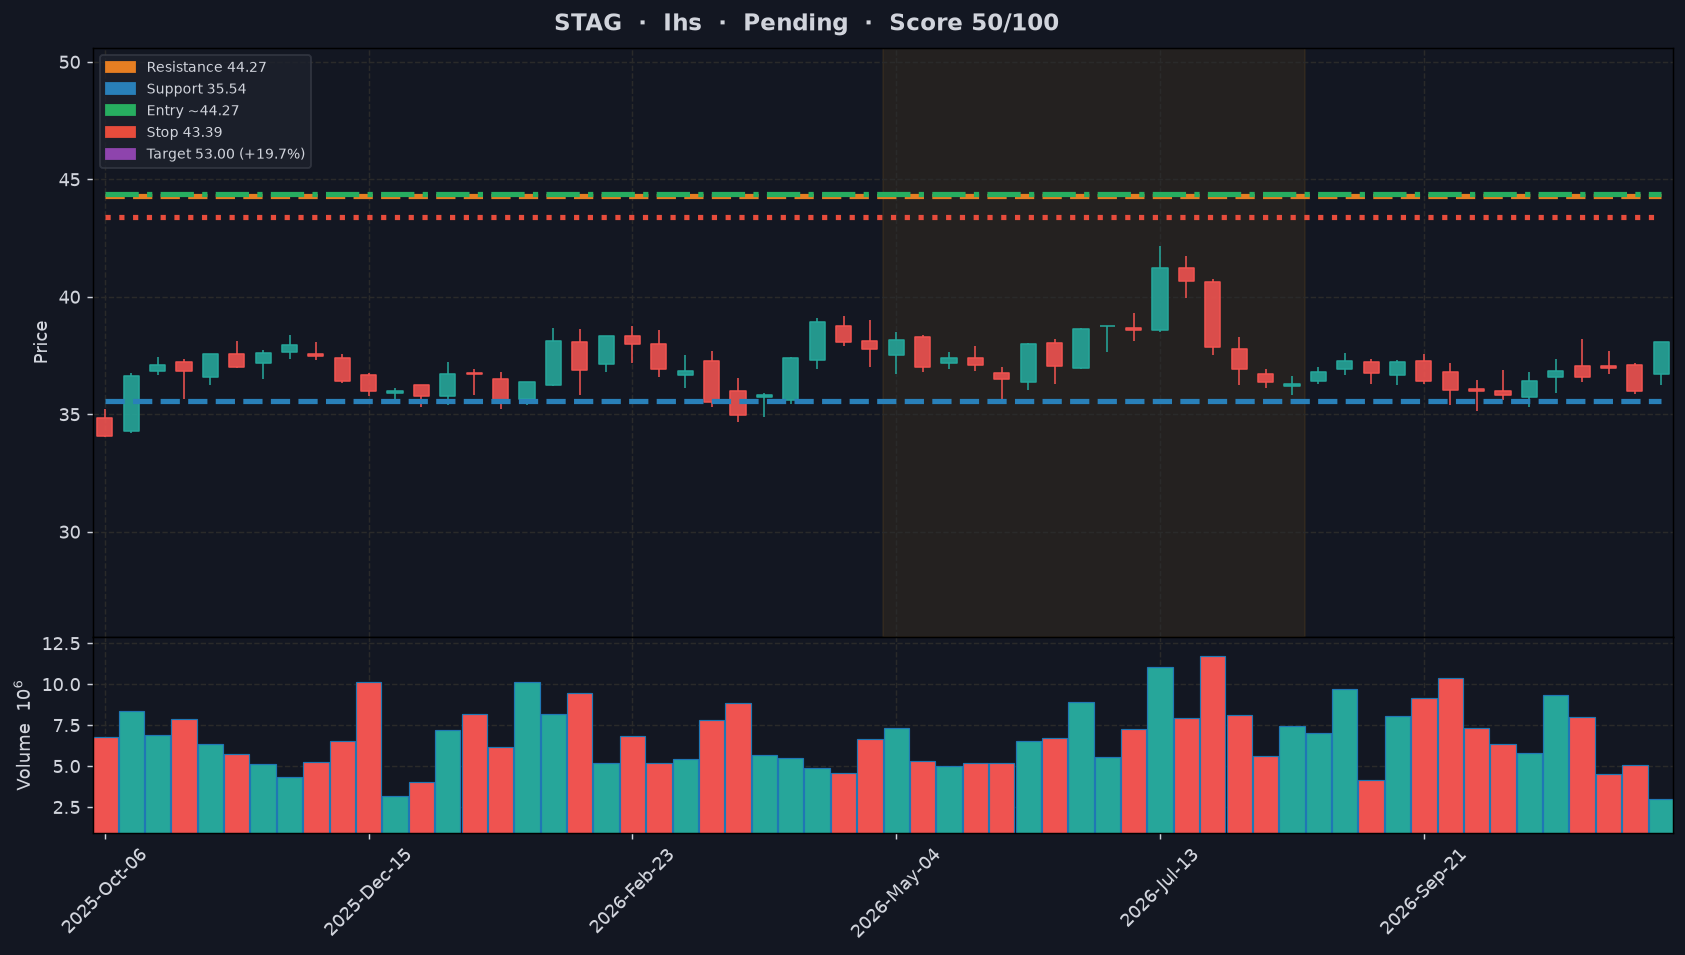 STAG · Ihs · Pending · Score 50/100
Resistance 44.27
Support 35.54
Entry ~44.27
Stop 43.39
Target 53.00 (+19.7%)
50
45
40
35
30
Price
12.5
10.0
7.5
5.0
2.5
Volume 10⁶
2025-Oct-06
2025-Dec-15
2026-Feb-23
2026-May-04
2026-Jul-13
2026-Sep-21